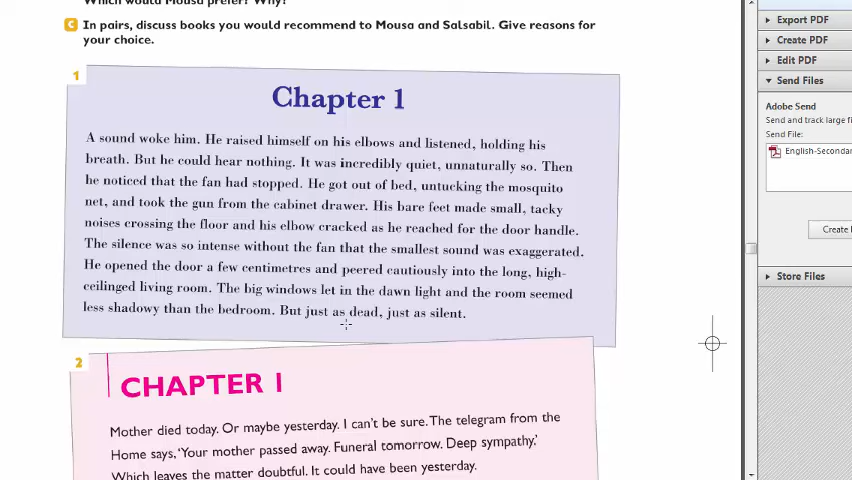 Which would Mousa prefer? Why?
C In pairs, discuss books you would recommend to Mousa and Salsabil. Give reasons for
your choice.
1
Chapter 1
A sound woke him. He raised himself on his elbows and listened, holding his
breath. But he could hear nothing. It was incredibly quiet, unnaturally so. Then
he noticed that the fan had stopped. He got out of bed, untucking the mosquito
net, and took the gun from the cabinet drawer. His bare feet made small, tacky
noises crossing the floor and his elbow cracked as he reached for the door handle.
The silence was so intense without the fan that the smallest sound was exaggerated.
He opened the door a few centimetres and peered cautiously into the long, high-
ceilinged living room. The big windows let in the dawn light and the room seemed
less shadowy than the bedroom. But just as dead, just as silent.
2
CHAPTER 1
Mother died today. Or maybe yesterday. I can't be sure. The telegram from the
Home says, 'Your mother passed away. Funeral tomorrow. Deep sympathy.'
Which leaves the matter doubtful. It could have been yesterday.
Export PDF
Create PDF
Edit PDF
Send Files
Adobe Send
Send and track large fi
Send File:
English-Secondar
Create
Store Files